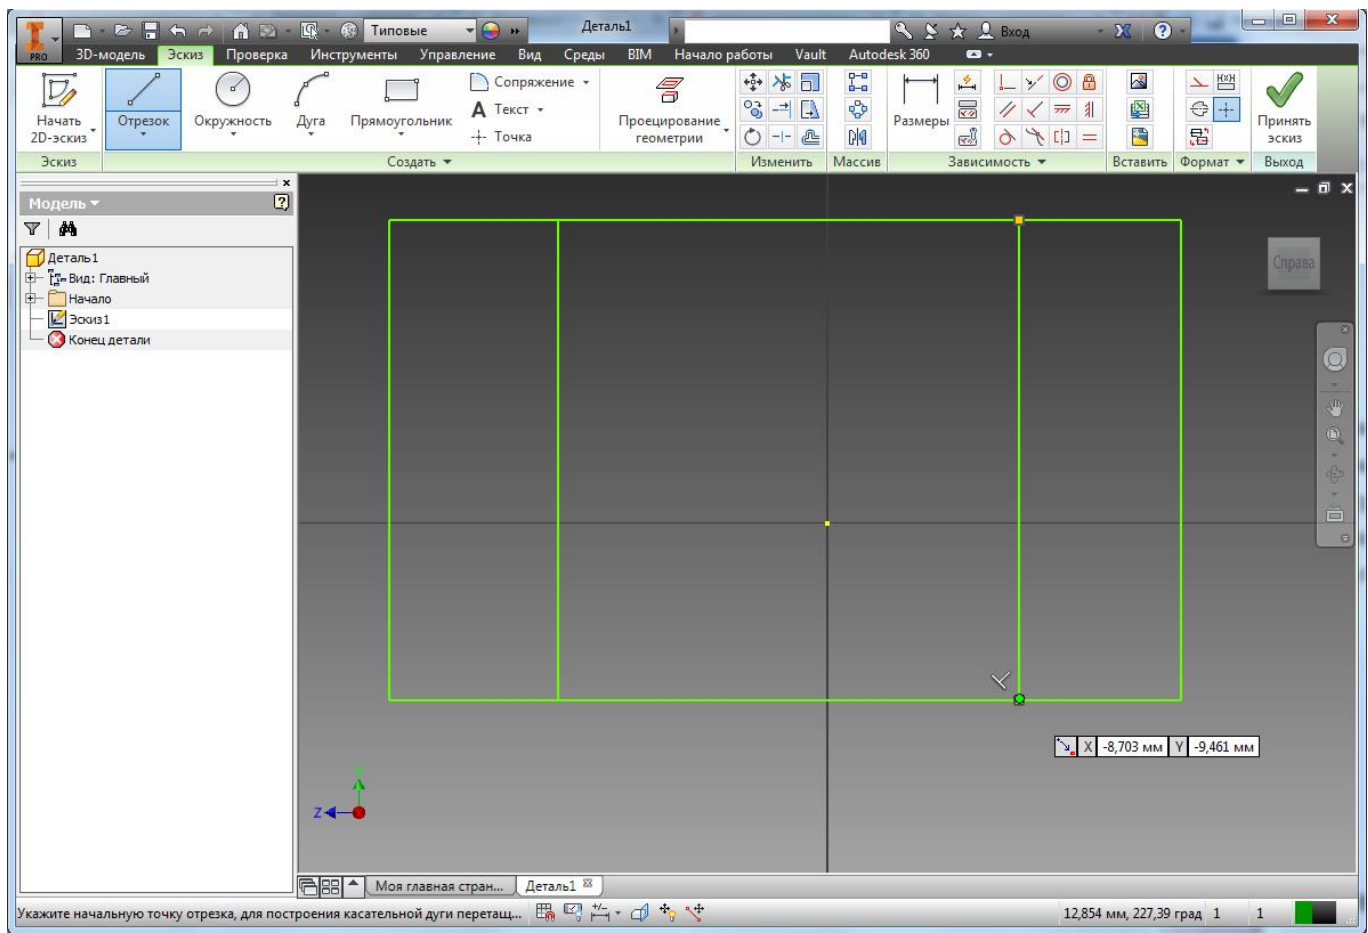 Типовые
Деталь1
Вход
PRO
3D-модель Эскиз Проверка Инструменты Управление Вид Среды BIM Начало работы Vault Autodesk 360
Начать 2D-эскиз
Отрезок
Окружность
Дуга
Прямоугольник
Сопряжение
A Текст
Точка
Проецирование геометрии
Размеры
Принять эскиз
Эскиз Создать Изменить Массив Зависимость Вставить Формат Выход
Модель
Деталь1
Вид: Главный
Начало
Эскиз1
Конец детали
Справа
X -8,703 мм Y -9,461 мм
Z
Моя главная стран... Деталь1
Укажите начальную точку отрезка, для построения касательной дуги перетащ...
12,854 мм, 227,39 град 1 1